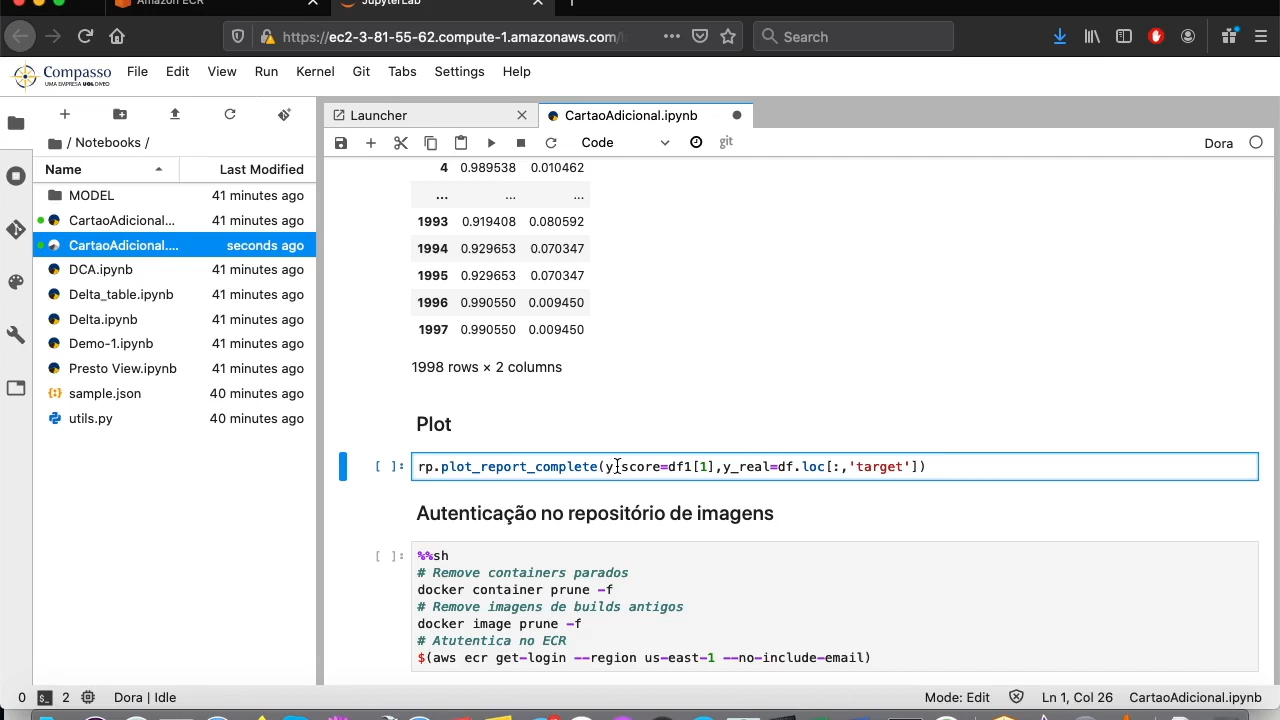 Amazon ECR
JupyterLab
https://ec2-3-81-55-62.compute-1.amazonaws.com/
Search
Compasso
UMA EMPRESA UOL DIVEO
File Edit View Run Kernel Git Tabs Settings Help
/ Notebooks /
Name Last Modified
MODEL 41 minutes ago
CartaoAdicional... 41 minutes ago
CartaoAdicional.... seconds ago
DCA.ipynb 41 minutes ago
Delta_table.ipynb 41 minutes ago
Delta.ipynb 41 minutes ago
Demo-1.ipynb 41 minutes ago
Presto View.ipynb 41 minutes ago
sample.json 40 minutes ago
utils.py 40 minutes ago
Launcher
CartaoAdicional.ipynb
Code
git
Dora
4 0.989538 0.010462
... ... ...
1993 0.919408 0.080592
1994 0.929653 0.070347
1995 0.929653 0.070347
1996 0.990550 0.009450
1997 0.990550 0.009450
1998 rows × 2 columns
Plot
[ ]: rp.plot_report_complete(y_score=df1[1],y_real=df.loc[:,'target'])
Autenticação no repositório de imagens
[ ]: %%sh
# Remove containers parados
docker container prune -f
# Remove imagens de builds antigos
docker image prune -f
# Atutentica no ECR
$(aws ecr get-login --region us-east-1 --no-include-email)
0 2 Dora | Idle
Mode: Edit Ln 1, Col 26 CartaoAdicional.ipynb